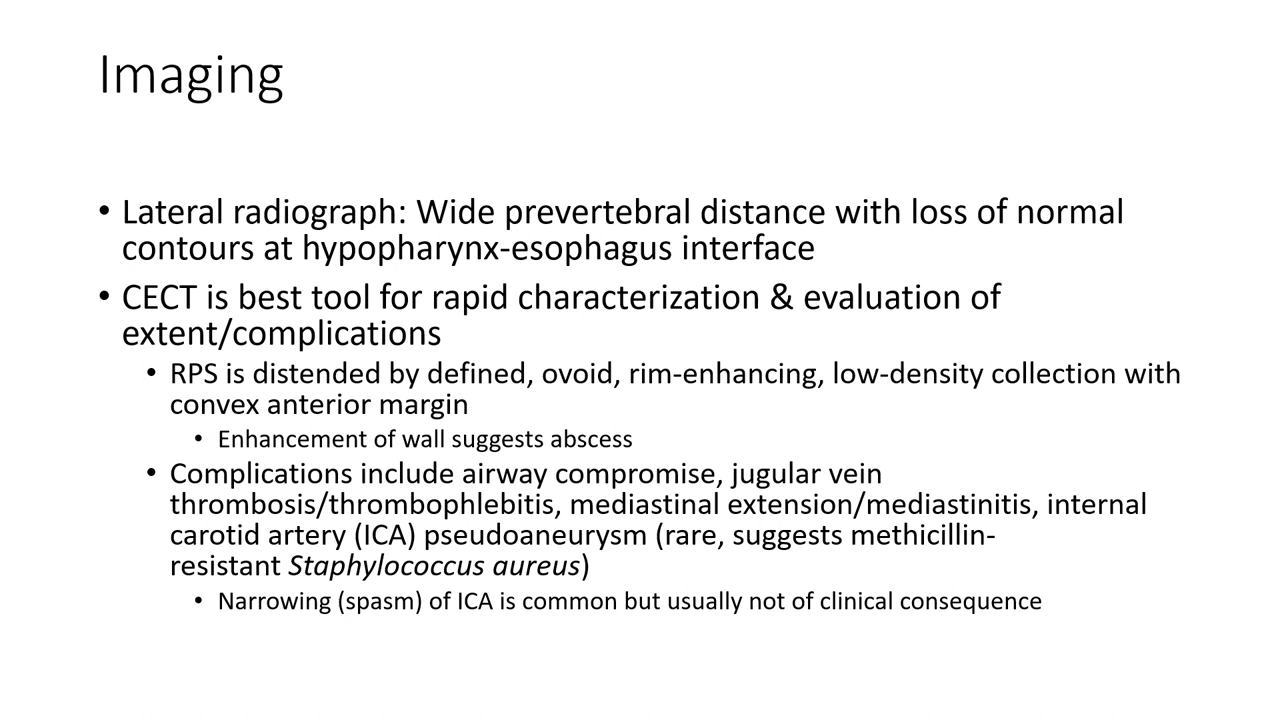 Imaging
• Lateral radiograph: Wide prevertebral distance with loss of normal
contours at hypopharynx-esophagus interface
• CECT is best tool for rapid characterization & evaluation of
extent/complications
• RPS is distended by defined, ovoid, rim-enhancing, low-density collection with
convex anterior margin
• Enhancement of wall suggests abscess
• Complications include airway compromise, jugular vein
thrombosis/thrombophlebitis, mediastinal extension/mediastinitis, internal
carotid artery (ICA) pseudoaneurysm (rare, suggests methicillin-
resistant Staphylococcus aureus)
• Narrowing (spasm) of ICA is common but usually not of clinical consequence